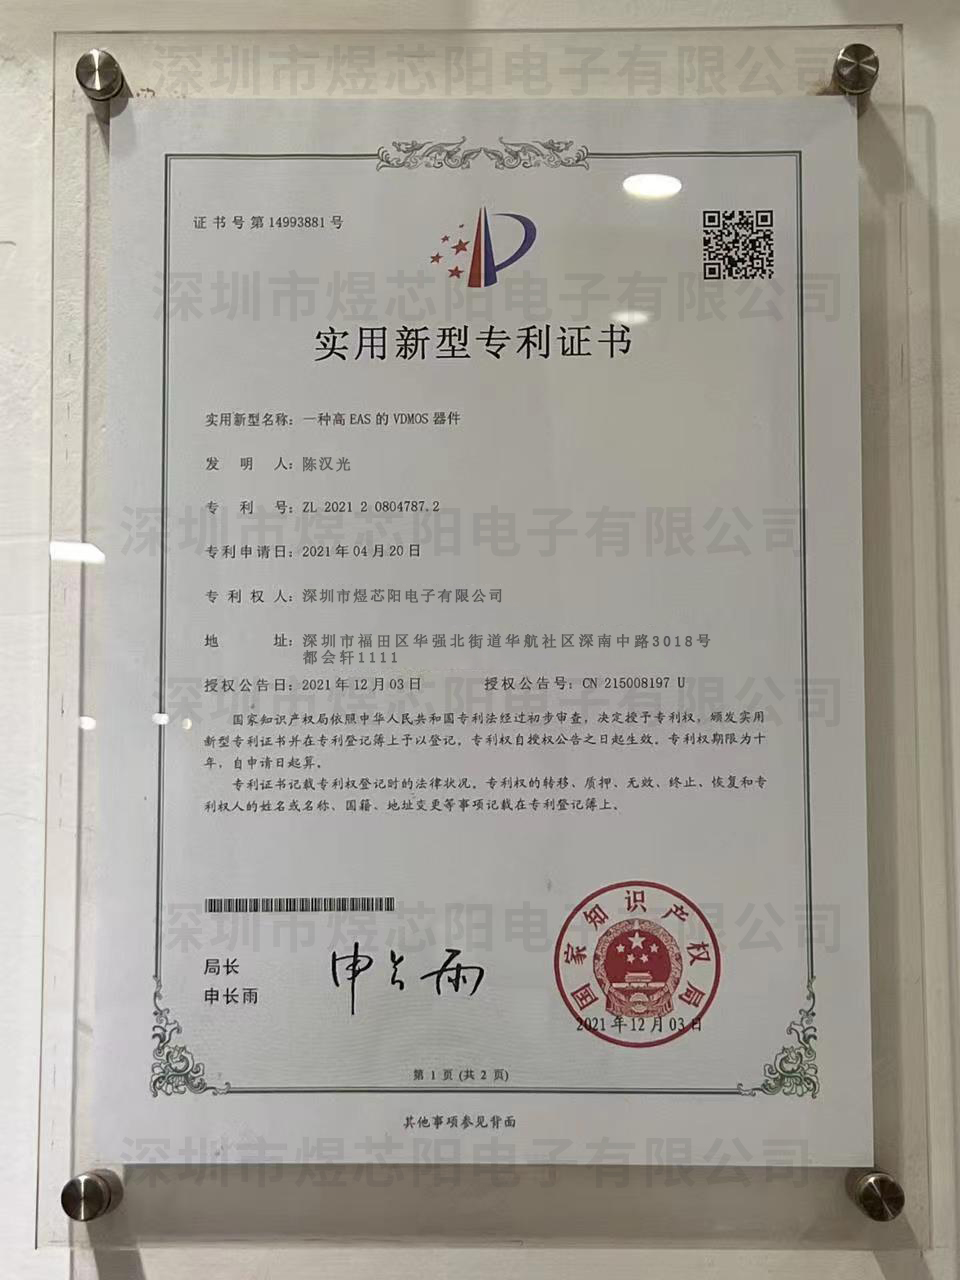 深圳市煜芯阳电子有限公司
证书号第14993881号
深圳市煜芯阳电子有限公司
实用新型专利证书
实用新型名称：一种高EAS的VDMOS器件
发明人：陈汉光
专利号：ZL 2021 2 0804787.2
深圳市煜芯阳电子有限公司
专利申请日：2021年04月20日
专利权人：深圳市煜芯阳电子有限公司
地址：深圳市福田区华强北街道华航社区深南中路3018号
都会轩1111
授权公告日：2021年12月03日 授权公告号：CN 215008197 U
深圳市煜芯阳电子有限公司
国家知识产权局依照中华人民共和国专利法经过初步审查，决定授予专利权，颁发实用
新型专利证书并在专利登记簿上予以登记。专利权自授权公告之日起生效。专利权期限为十
年，自申请日起算。
专利证书记载专利权登记时的法律状况。专利权的转移、质押、无效、终止、恢复和专
利权人的姓名或名称、国籍、地址变更等事项记载在专利登记簿上。
深圳市煜芯阳电子有限公司
局长
申长雨
申长雨
国家知识产权局
2021年12月03日
第 1 页 (共 2 页)
其他事项参见背面
深圳市煜芯阳电子有限公司